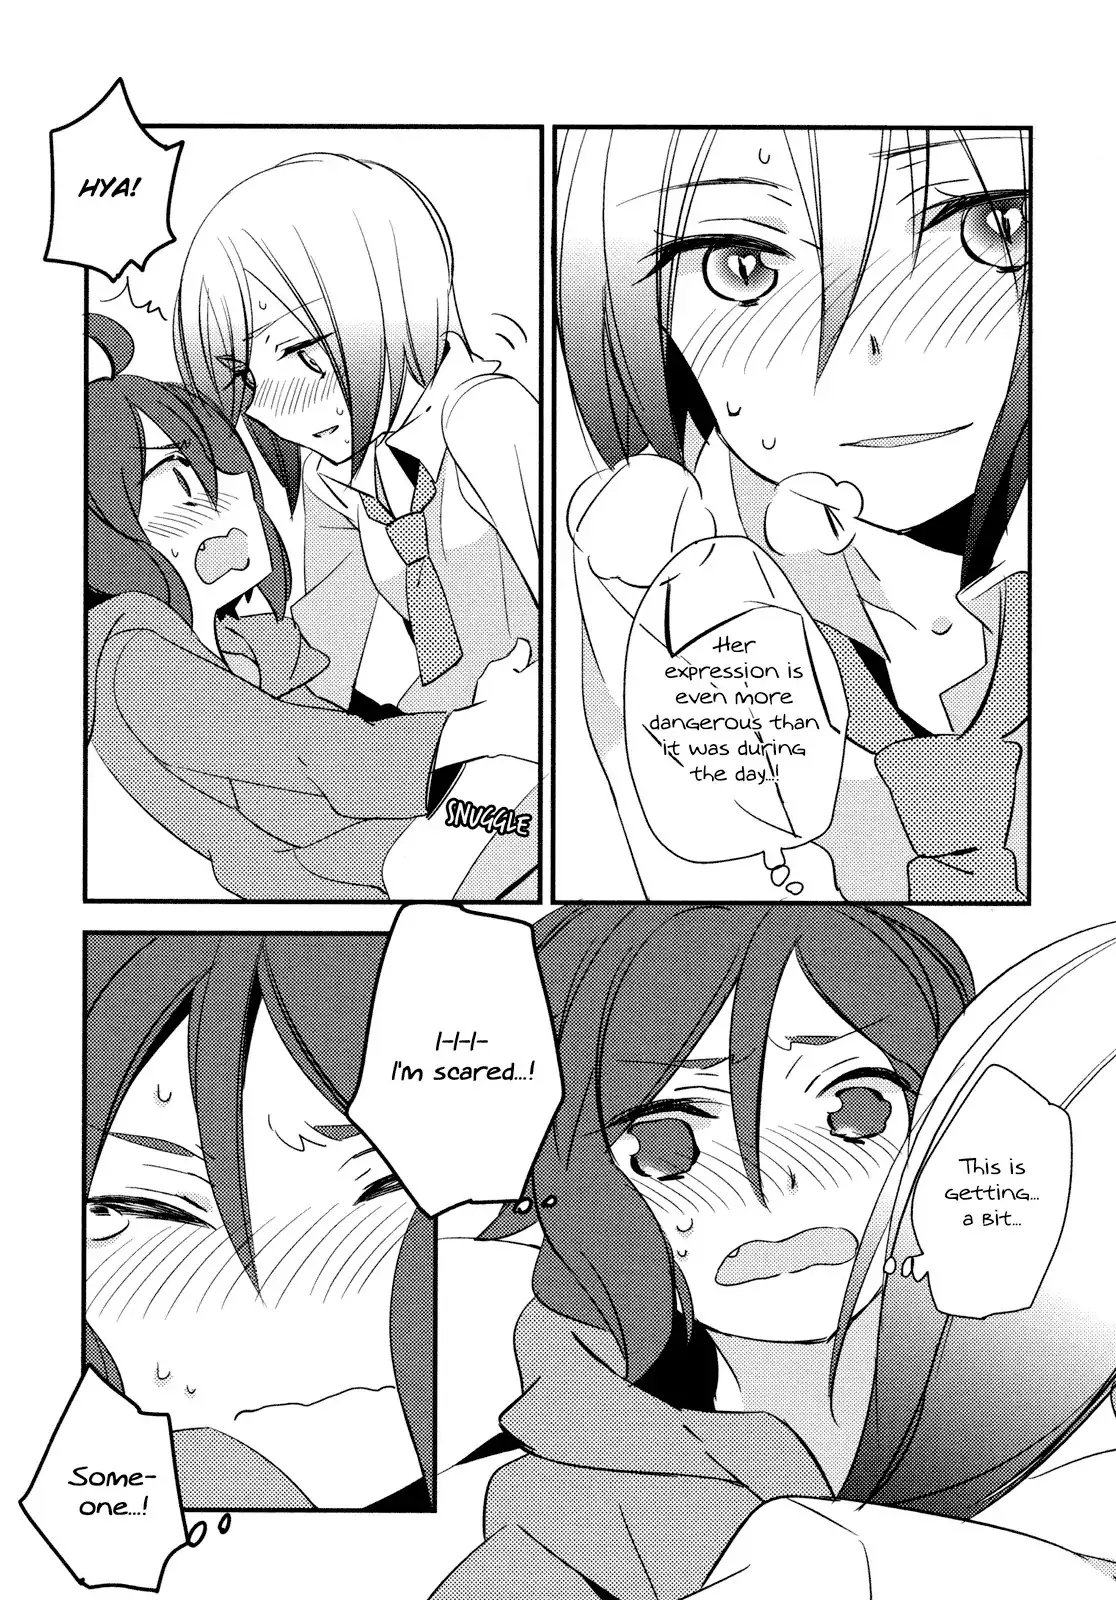 Her
expression is
even more
dangerous than
it was during
the day...!
HYA!
SNUGGLE
This is
getting...
a bit...
I-I-I-
I'm scared...!
Some-
one...!